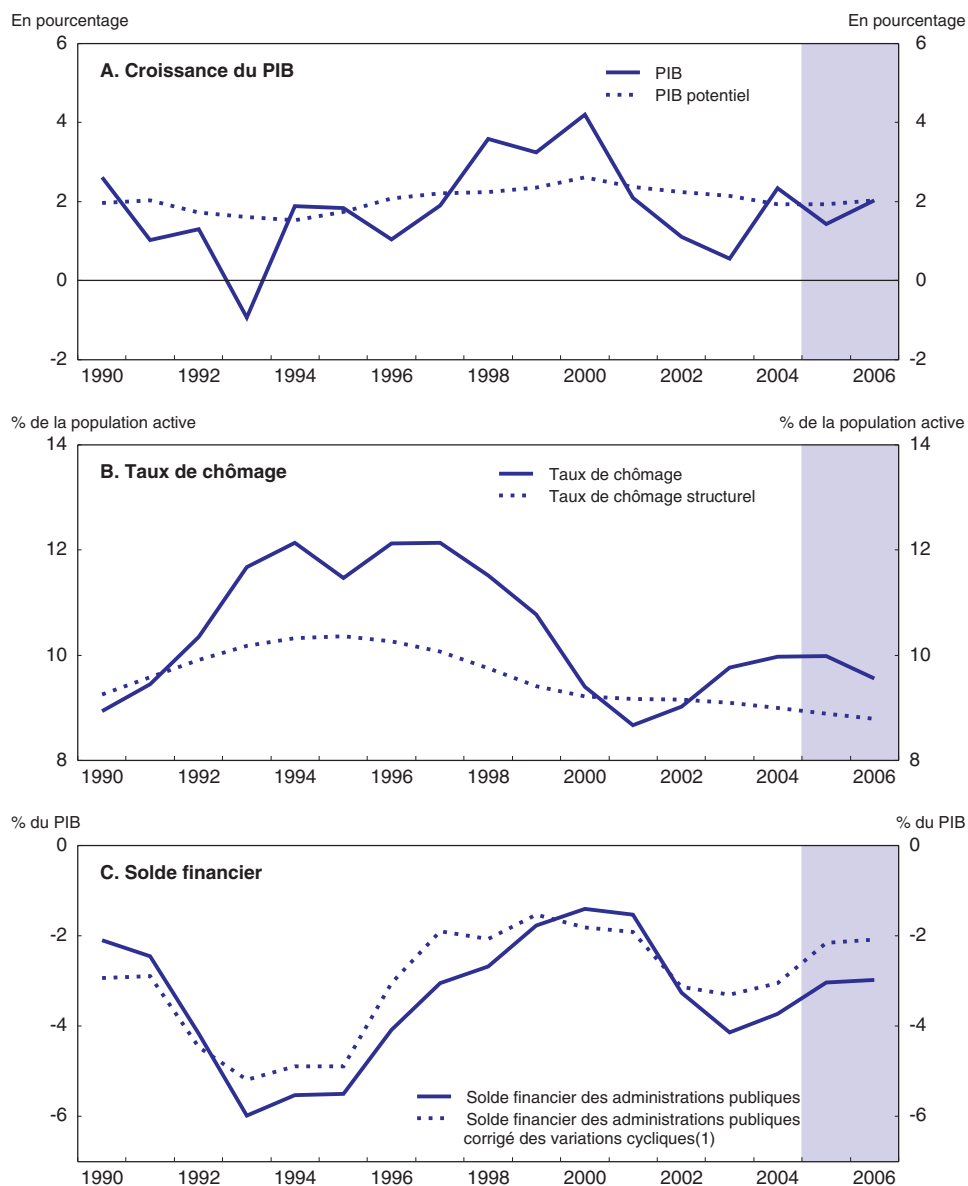 En pourcentage
En pourcentage
A. Croissance du PIB
PIB
PIB potentiel
6
4
2
0
-2
6
4
2
0
-2
1990 1992 1994 1996 1998 2000 2002 2004 2006
% de la population active
% de la population active
B. Taux de chômage
Taux de chômage
Taux de chômage structurel
14
12
10
8
14
12
10
8
1990 1992 1994 1996 1998 2000 2002 2004 2006
% du PIB
% du PIB
C. Solde financier
0
-2
-4
-6
0
-2
-4
-6
Solde financier des administrations publiques
Solde financier des administrations publiques
corrigé des variations cycliques(1)
1990 1992 1994 1996 1998 2000 2002 2004 2006